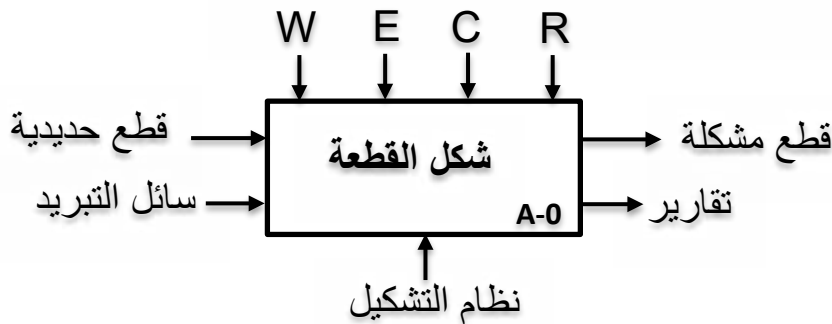 W E C R
قطع حديدية
شكل القطعة
قطع مشكلة
سائل التبريد
A-0
تقارير
نظام التشكيل